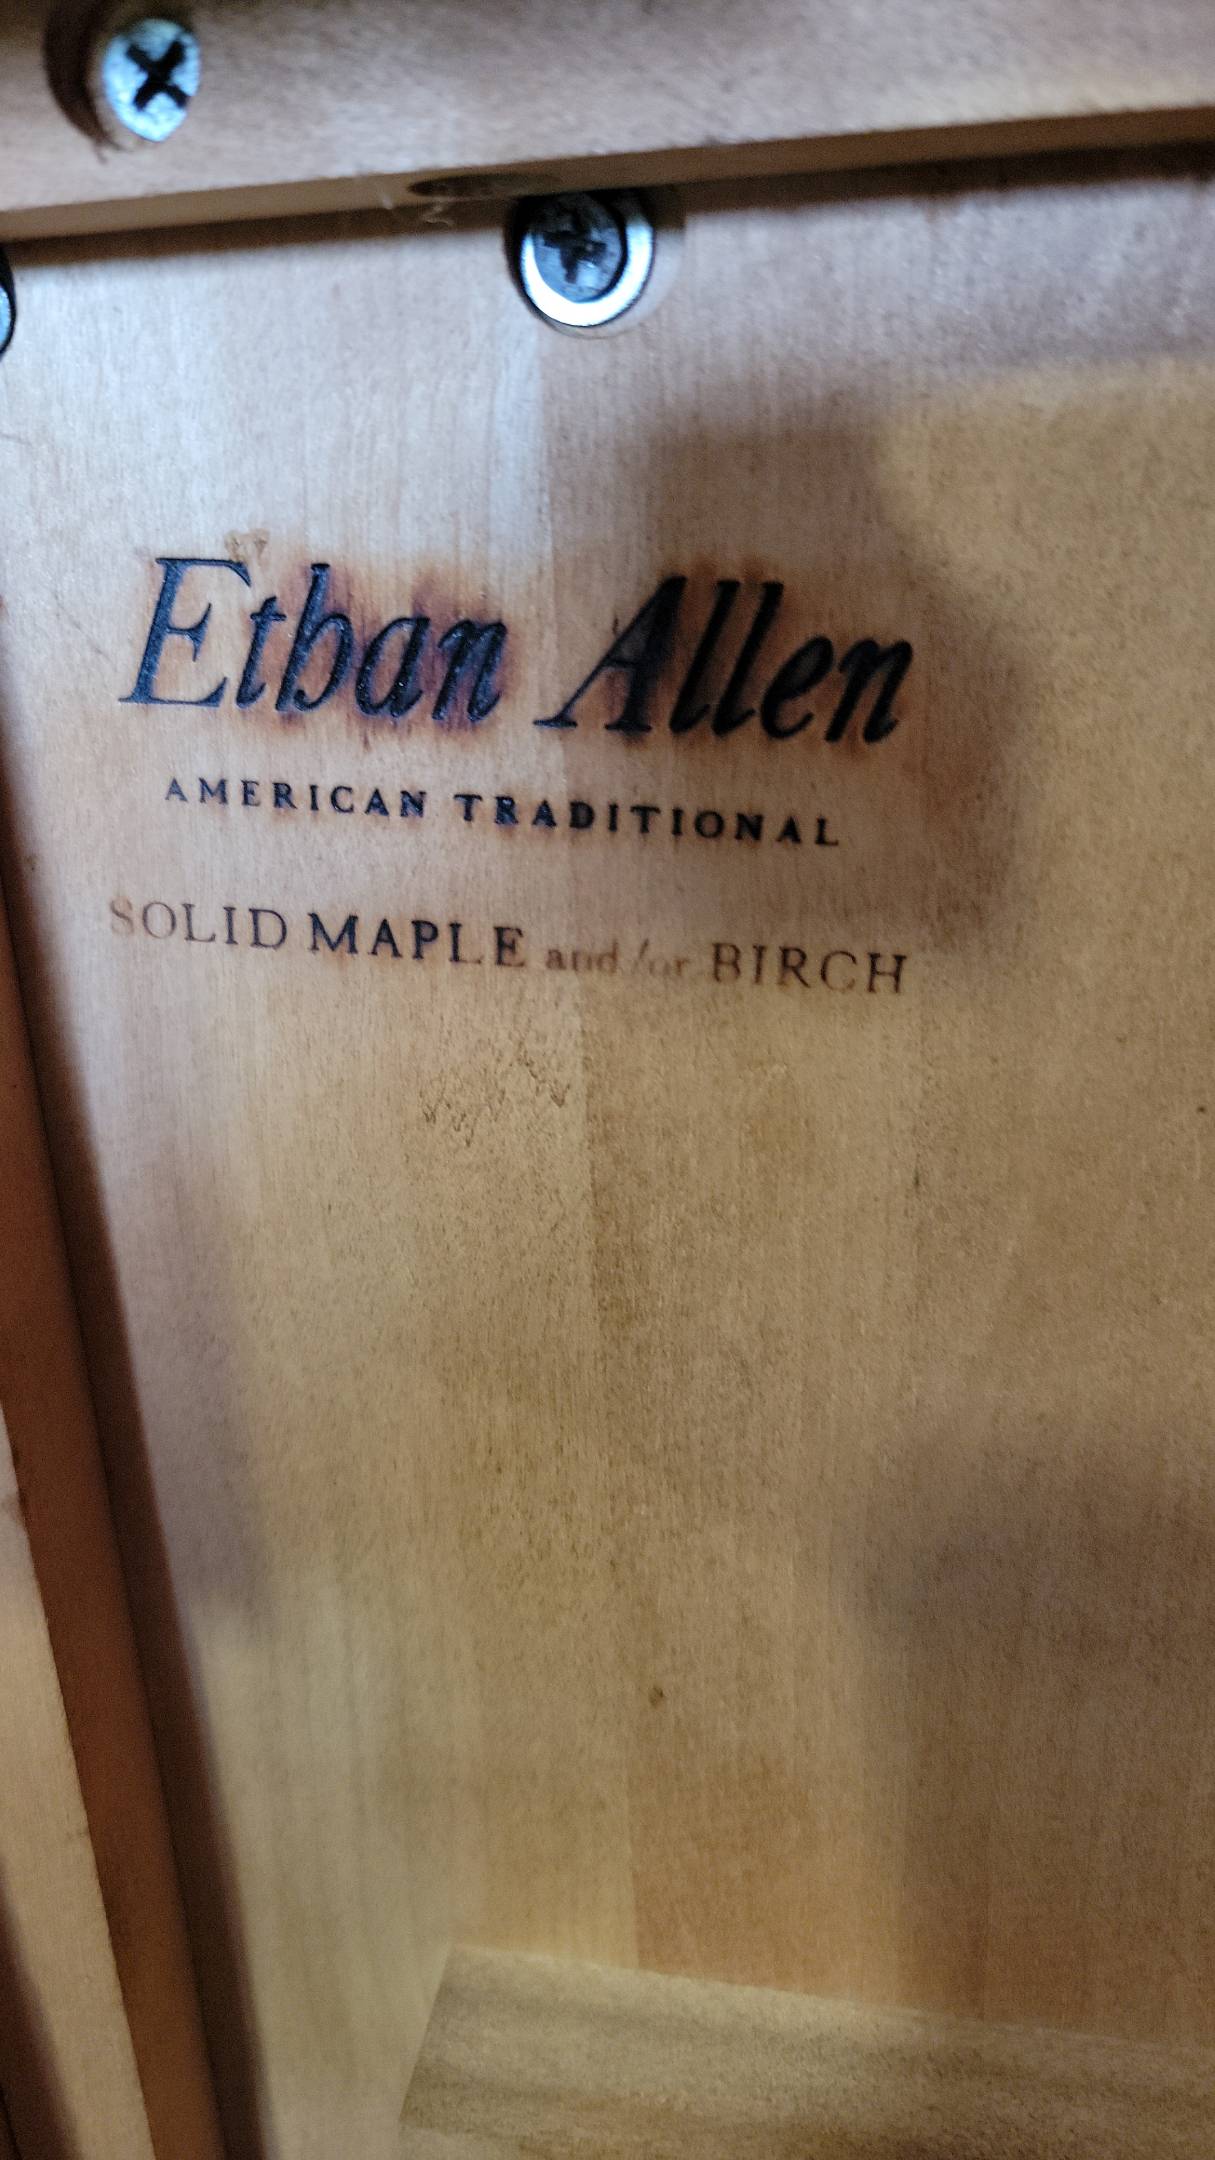 Ethan Allen
AMERICAN TRADITIONAL
SOLID MAPLE and/or BIRCH